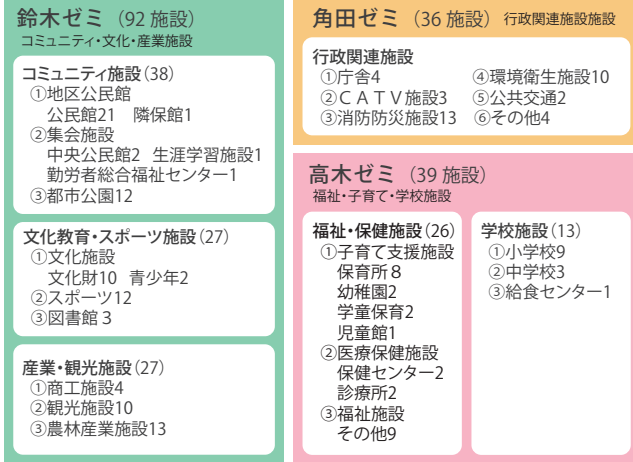 鈴木ゼミ（92 施設）
コミュニティ・文化・産業施設
コミュニティ施設(38)
①地区公民館
公民館21　隣保館1
②集会施設
中央公民館2　生涯学習施設1
勤労者総合福祉センター1
③都市公園12
文化教育・スポーツ施設(27)
①文化施設
文化財10　青少年2
②スポーツ12
③図書館３
産業・観光施設(27)
①商工施設4
②観光施設10
③農林産業施設13
角田ゼミ（36 施設）　行政関連施設施設
行政関連施設
①庁舎4　④環境衛生施設10
②ＣＡＴＶ施設3　⑤公共交通2
③消防防災施設13　⑥その他4
高木ゼミ（39 施設）
福祉・子育て・学校施設
福祉・保健施設(26)
①子育て支援施設
保育所８
幼稚園2
学童保育2
児童館1
②医療保健施設
保健センター2
診療所2
③福祉施設
その他9
学校施設(13)
①小学校9
②中学校3
③給食センター1